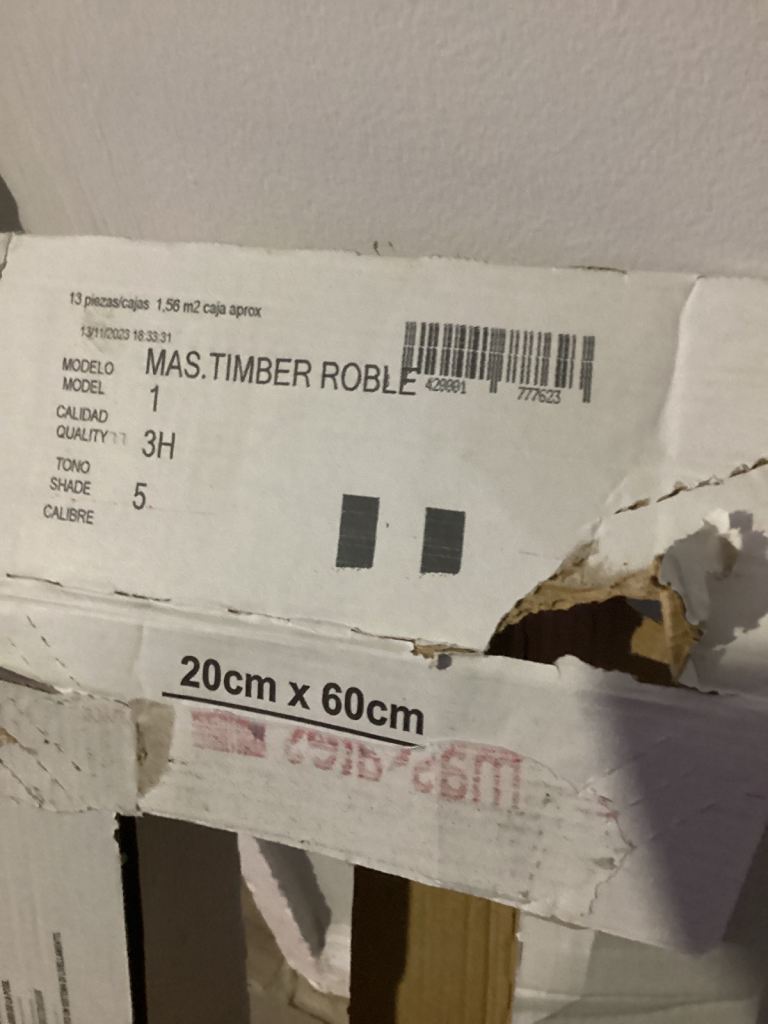 13 piezas/cajas 1,56 m2 caja aprox
13/11/2023 18:33:31
MODELO MAS.TIMBER ROBLE
MODEL
CALIDAD 1
QUALITY
TONO 3H
SHADE
CALIBRE 5
777623
20cm x 60cm